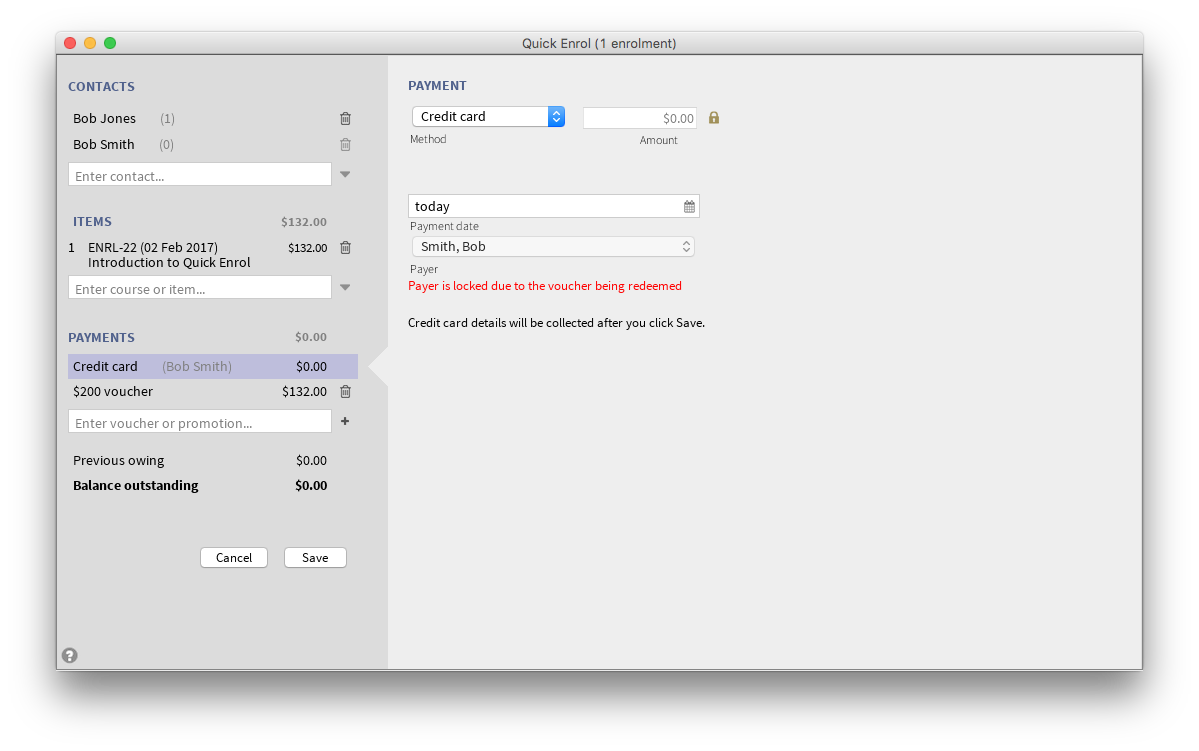 Quick Enrol (1 enrolment)
CONTACTS
Bob Jones (1)
Bob Smith (0)
Enter contact...
ITEMS $132.00
1 ENRL-22 (02 Feb 2017) $132.00
Introduction to Quick Enrol
Enter course or item...
PAYMENTS $0.00
Credit card (Bob Smith) $0.00
$200 voucher $132.00
Enter voucher or promotion...
Previous owing $0.00
Balance outstanding $0.00
Cancel Save
?
PAYMENT
Credit card $0.00
Method Amount
today
Payment date
Smith, Bob
Payer
Payer is locked due to the voucher being redeemed
Credit card details will be collected after you click Save.